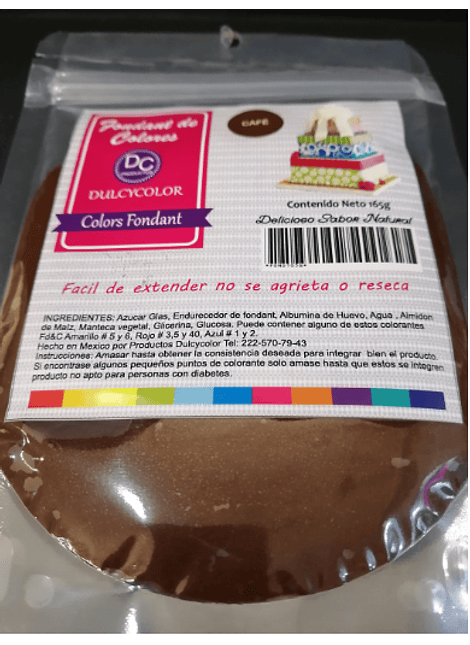 Fondant de
Colores
CAFÉ
DC
PRODUCTOS
DULCYCOLOR
Colors Fondant
Contenido Neto 165g
Delicioso Sabor Natural
Facil de extender no se agrieta o reseca
INGREDIENTES: Azucar Glas, Endurecedor de fondant, Albumina de Huevo, Agua , Almidon
de Maiz, Manteca vegetal, Glicerina, Glucosa. Puede contener alguno de estos colorantes
Fd&C Amarillo # 5 y 6, Rojo # 3,5 y 40, Azul # 1 y 2.
Hecho en Mexico por Productos Dulcycolor Tel: 222-570-79-43
Instrucciones: Amasar hasta obtener la consistencia deseada para integrar bien el producto.
Si encontrase algunos pequeños puntos de colorante solo amase hasta que estos se integren
producto no apto para personas con diabetes.